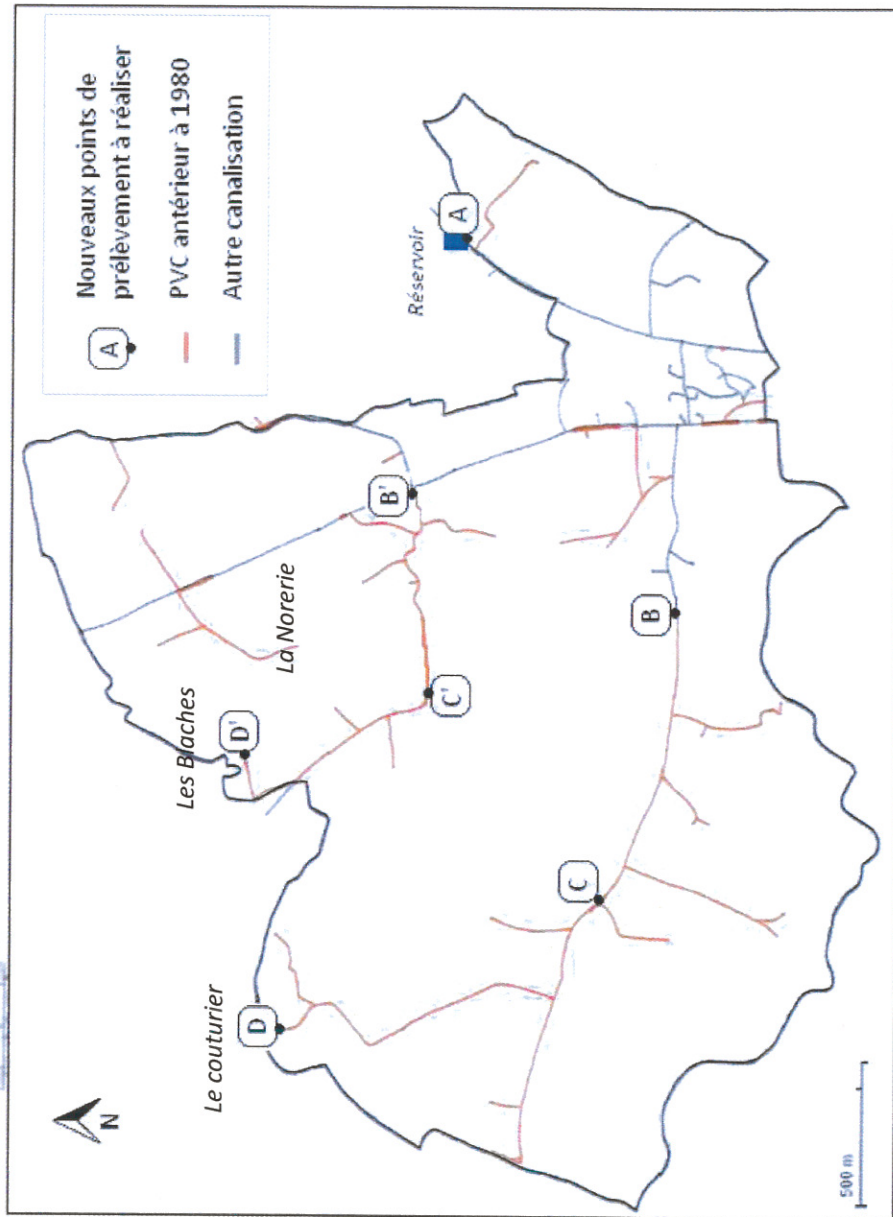 Nouveaux points de
prélèvement à réaliser
A
PVC antérieur à 1980
Autre canalisation
N
Le couturier
D
Les Blaches
D'
La Norerie
C'
B'
Réservoir
A
C
B
500 m